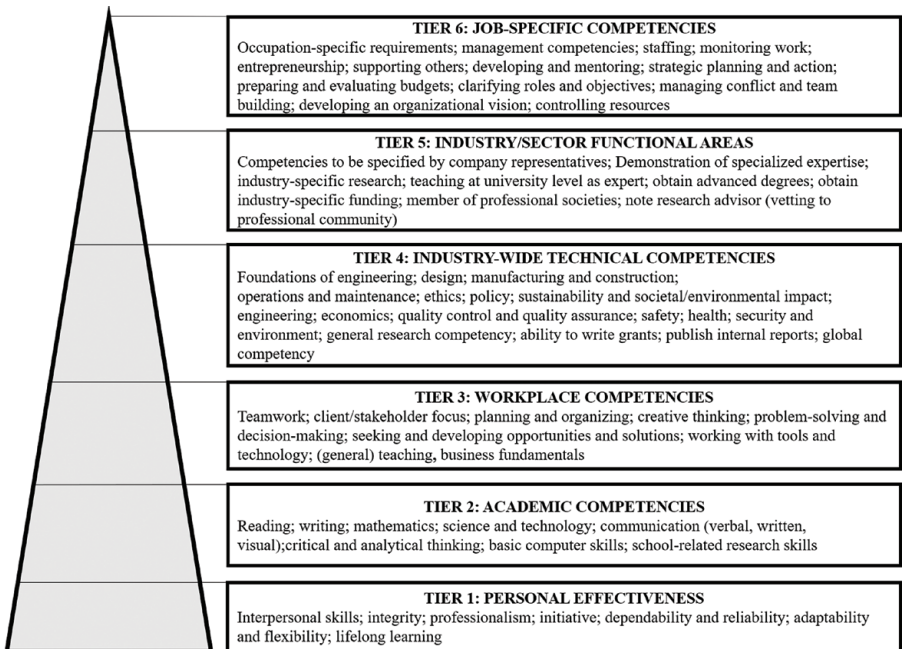 TIER 6: JOB-SPECIFIC COMPETENCIES
Occupation-specific requirements; management competencies; staffing; monitoring work;
entrepreneurship; supporting others; developing and mentoring; strategic planning and action;
preparing and evaluating budgets; clarifying roles and objectives; managing conflict and team
building; developing an organizational vision; controlling resources
TIER 5: INDUSTRY/SECTOR FUNCTIONAL AREAS
Competencies to be specified by company representatives; Demonstration of specialized expertise;
industry-specific research; teaching at university level as expert; obtain advanced degrees; obtain
industry-specific funding; member of professional societies; note research advisor (vetting to
professional community)
TIER 4: INDUSTRY-WIDE TECHNICAL COMPETENCIES
Foundations of engineering; design; manufacturing and construction;
operations and maintenance; ethics; policy; sustainability and societal/environmental impact;
engineering; economics; quality control and quality assurance; safety; health; security and
environment; general research competency; ability to write grants; publish internal reports; global
competency
TIER 3: WORKPLACE COMPETENCIES
Teamwork; client/stakeholder focus; planning and organizing; creative thinking; problem-solving and
decision-making; seeking and developing opportunities and solutions; working with tools and
technology; (general) teaching, business fundamentals
TIER 2: ACADEMIC COMPETENCIES
Reading; writing; mathematics; science and technology; communication (verbal, written,
visual);critical and analytical thinking; basic computer skills; school-related research skills
TIER 1: PERSONAL EFFECTIVENESS
Interpersonal skills; integrity; professionalism; initiative; dependability and reliability; adaptability
and flexibility; lifelong learning